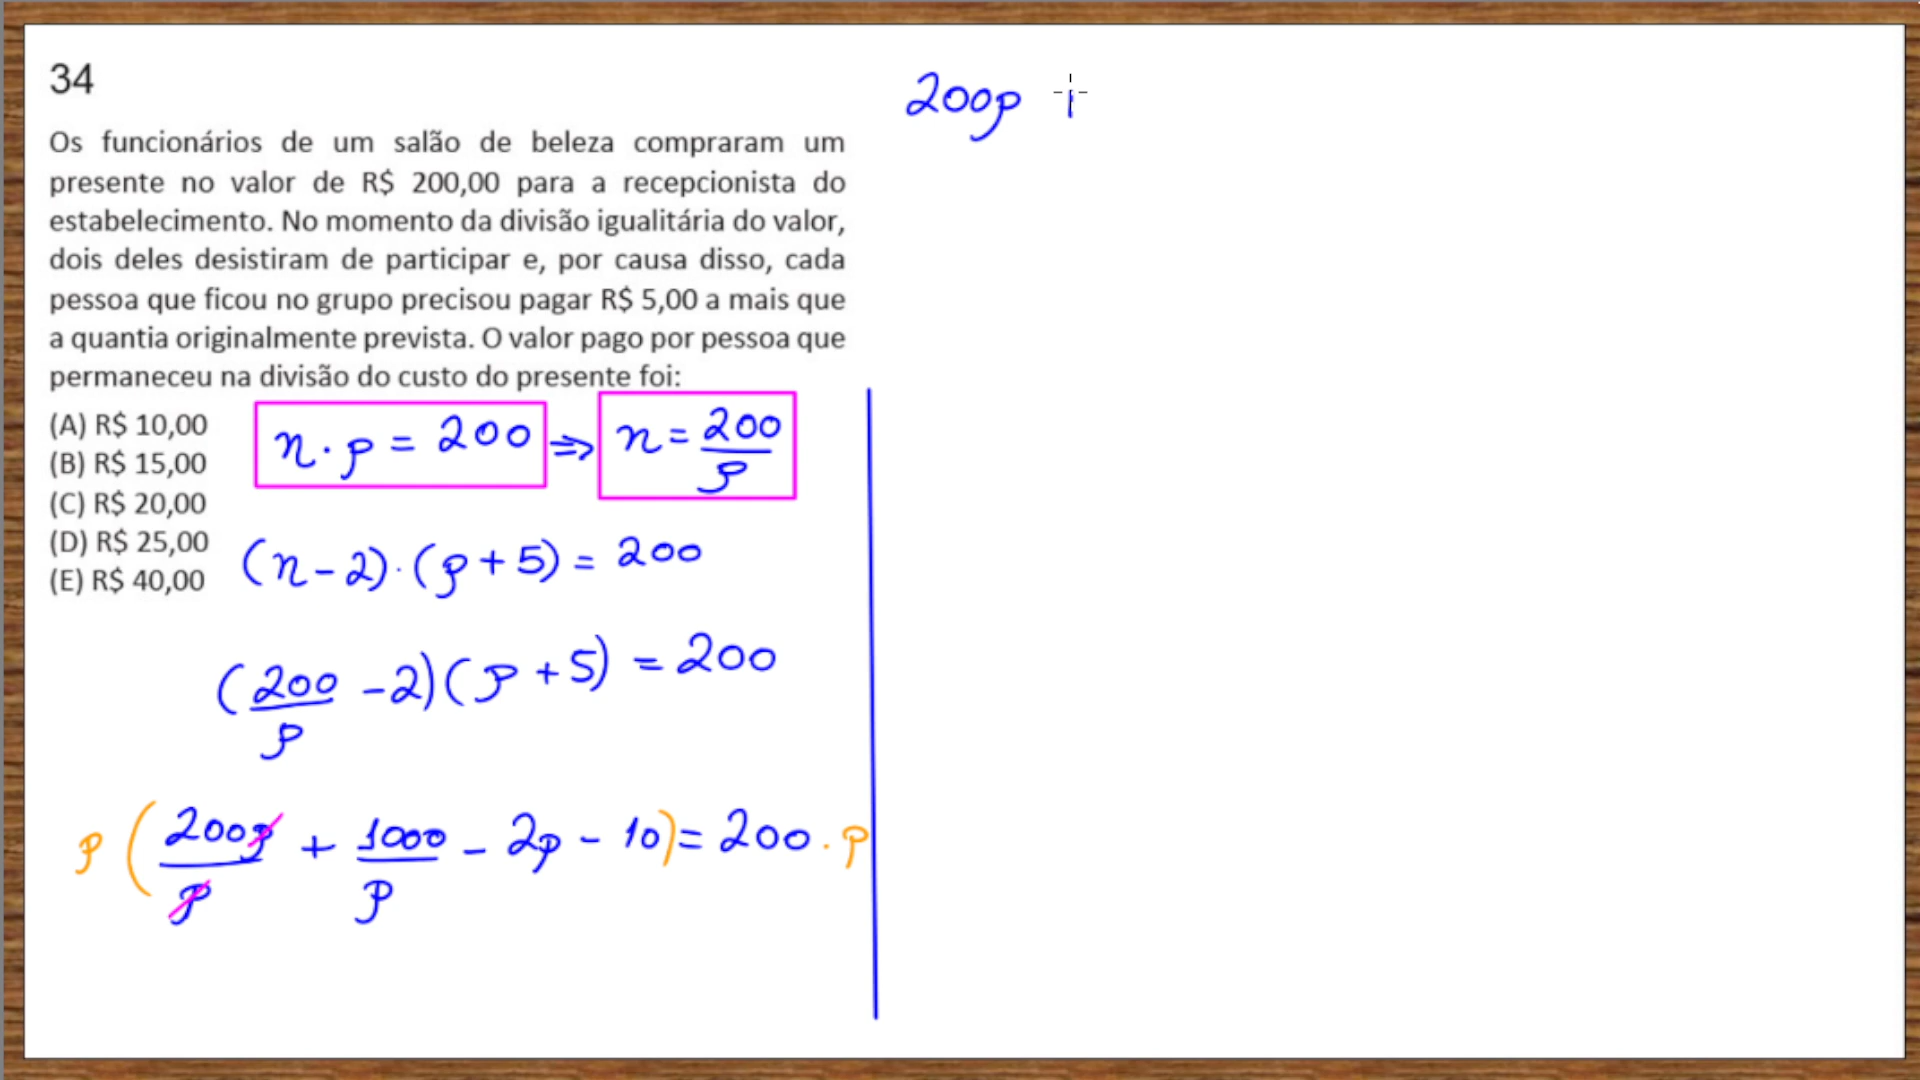 34
Os funcionários de um salão de beleza compraram um
presente no valor de R$ 200,00 para a recepcionista do
estabelecimento. No momento da divisão igualitária do valor,
dois deles desistiram de participar e, por causa disso, cada
pessoa que ficou no grupo precisou pagar R$ 5,00 a mais que
a quantia originalmente prevista. O valor pago por pessoa que
permaneceu na divisão do custo do presente foi:
(A) R$ 10,00
(B) R$ 15,00
(C) R$ 20,00
(D) R$ 25,00
(E) R$ 40,00
n · p = 200 ⇒ n = 200/p
(n - 2) · (p + 5) = 200
(200/p - 2)(p + 5) = 200
p (200p/p + 1000/p - 2p - 10) = 200 · p
200p